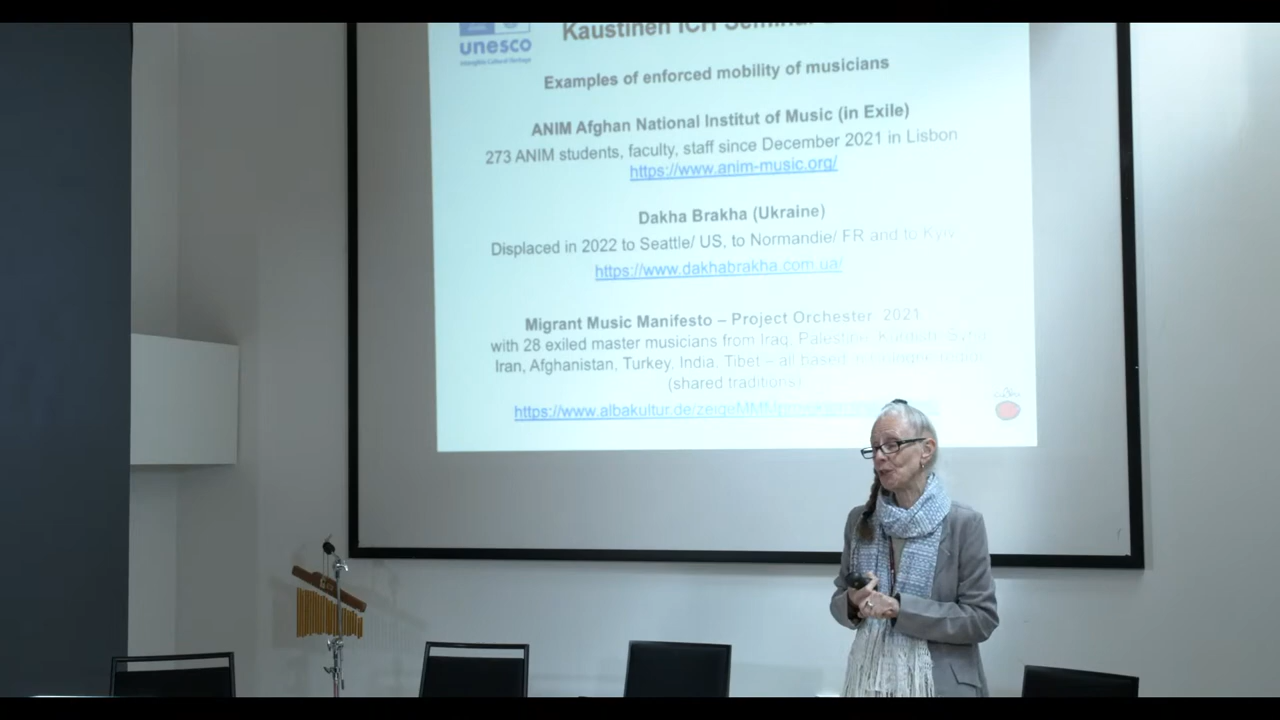 unesco
Intangible Cultural Heritage
Kaustinen ICH Seminar
Examples of enforced mobility of musicians
ANIM Afghan National Institut of Music (in Exile)
273 ANIM students, faculty, staff since December 2021 in Lisbon
https://www.anim-music.org/
Dakha Brakha (Ukraine)
Displaced in 2022 to Seattle/ US, to Normandie/ FR and to Kyiv
https://www.dakhabrakha.com.ua/
Migrant Music Manifesto – Project Orchester 2021
with 28 exiled master musicians from Iraq, Palestine, Kurdish, Syria,
Iran, Afghanistan, Turkey, India, Tibet – all based
(shared traditions)
https://www.albakultur.de/zeigeMMM